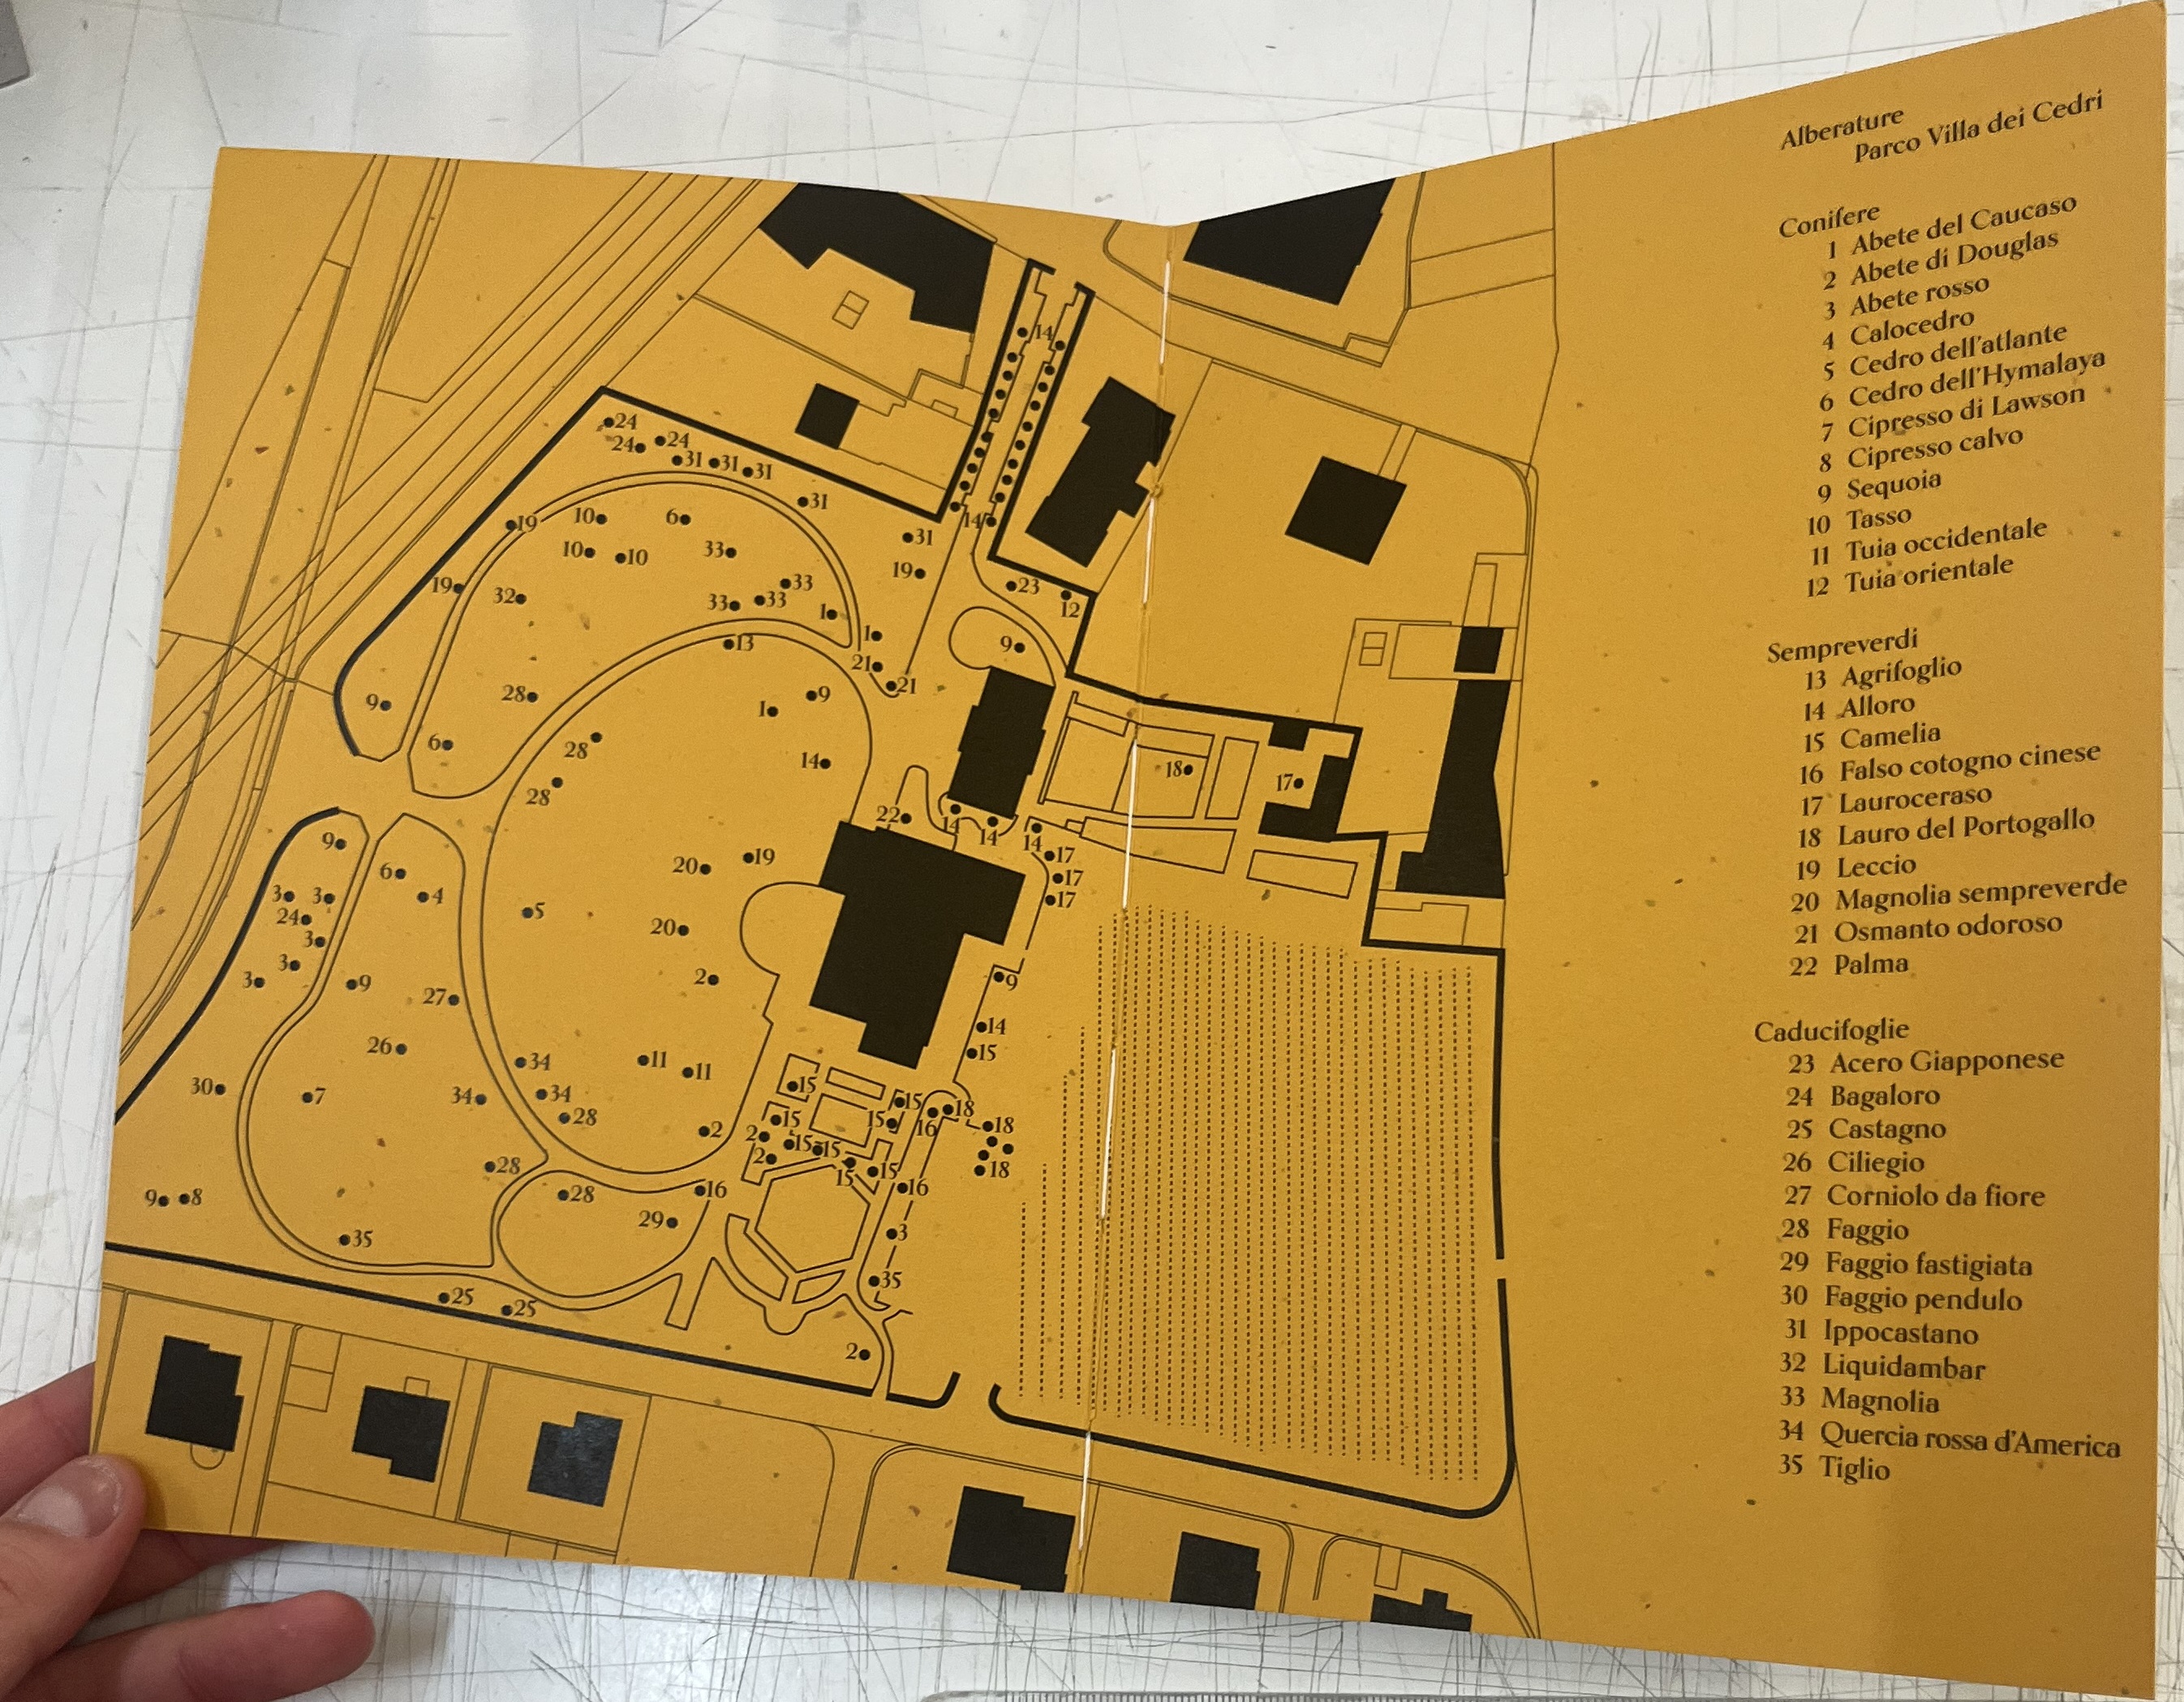 Alberature
Parco Villa dei Cedri
Conifere
1 Abete del Caucaso
2 Abete di Douglas
3 Abete rosso
4 Calocedro
5 Cedro dell'atlante
6 Cedro dell'Hymalaya
7 Cipresso di Lawson
8 Cipresso calvo
9 Sequoia
10 Tasso
11 Tuia occidentale
12 Tuia orientale
Sempreverdi
13 Agrifoglio
14 Alloro
15 Camelia
16 Falso cotogno cinese
17 Lauroceraso
18 Lauro del Portogallo
19 Leccio
20 Magnolia sempreverde
21 Osmanto odoroso
22 Palma
Caducifoglie
23 Acero Giapponese
24 Bagaloro
25 Castagno
26 Ciliegio
27 Corniolo da fiore
28 Faggio
29 Faggio fastigiata
30 Faggio pendulo
31 Ippocastano
32 Liquidambar
33 Magnolia
34 Quercia rossa d'America
35 Tiglio
14
24
24 24
31 31 31
31
19 10 6 14
31
10 10 33
19
19 32 33 23
33 33 1 12
1
13 9
21
28 21
9 1 9
6 28
14 18 17
28
22 14 14 14
9 17
20 19
6 4 17
3 3 17
24 5
3 20
3
3 9 2 9
27
14
26 15
34 11 11
30 7 34 34 15 15 18
28 15 15 16 18
2 2 15 15
28 2 15 15 18
9 8 28 16 16
29
35 3
35
25 25
2